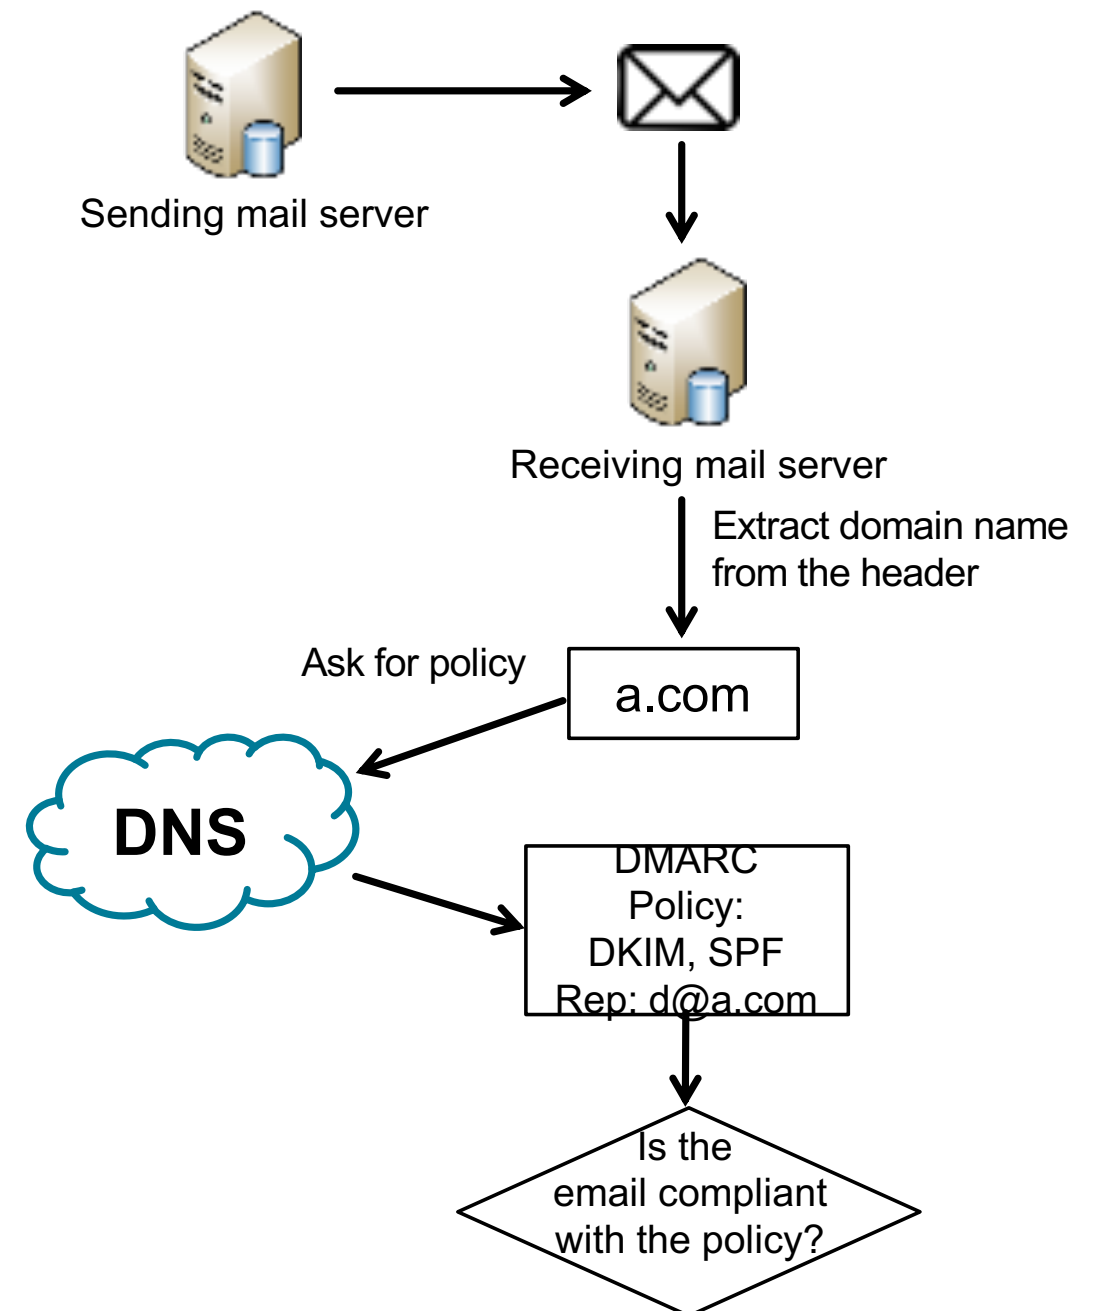 Sending mail server
Receiving mail server
Extract domain name
from the header
Ask for policy
a.com
DNS
DMARC
Policy:
DKIM, SPF
Rep: d@a.com
Is the
email compliant
with the policy?